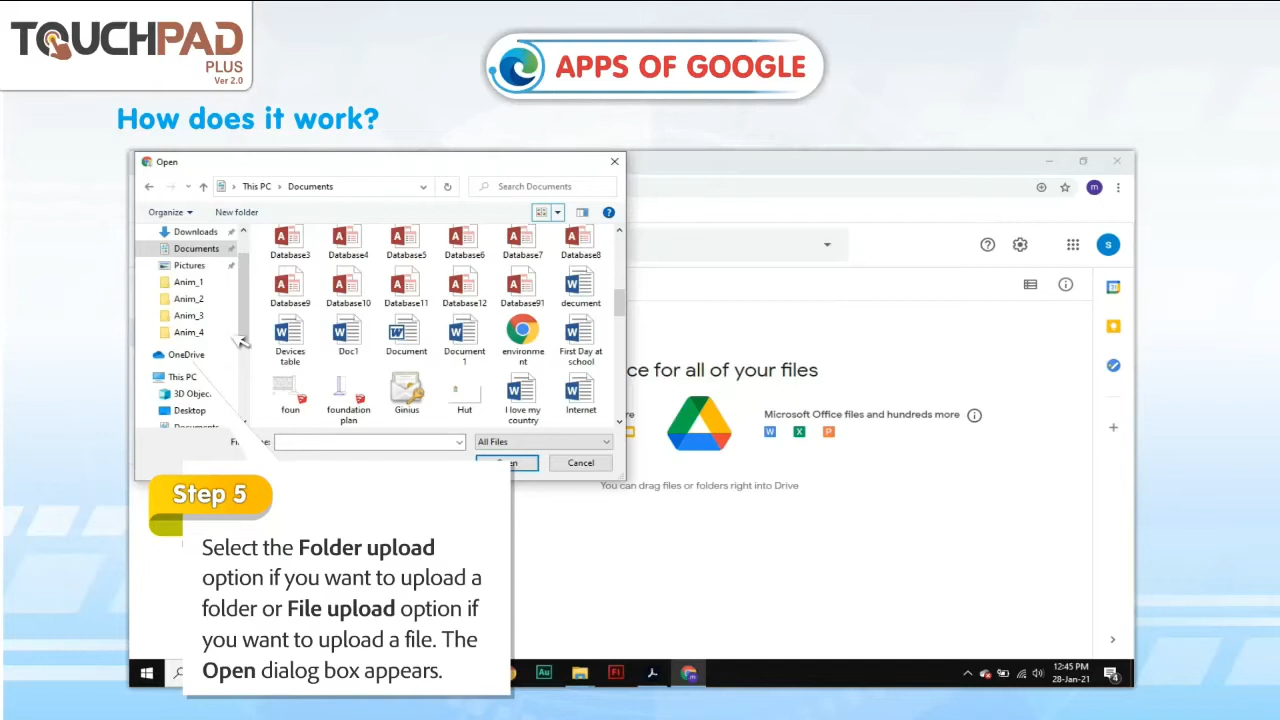 TOUCHPAD
PLUS
Ver 2.0
APPS OF GOOGLE
How does it work?
Open
This PC > Documents
Search Documents
Organize
New folder
Downloads
Documents
Pictures
Anim_1
Anim_2
Anim_3
Anim_4
OneDrive
This PC
3D Objec
Desktop
Documents
Database3 Database4 Database5 Database6 Database7 Database8
Database9 Database10 Database11 Database12 Database91 decument
Devices table
Doc1
Document
Document 1
environment
First Day at school
foun
foundation plan
Ginius
Hut
I love my country
Internet
All Files
Cancel
m
s
ce for all of your files
Microsoft Office files and hundreds more
W X P
You can drag files or folders right into Drive
Step 5
Select the Folder upload
option if you want to upload a
folder or File upload option if
you want to upload a file. The
Open dialog box appears.
Au
Fl
m
12:45 PM
28-Jan-21
4